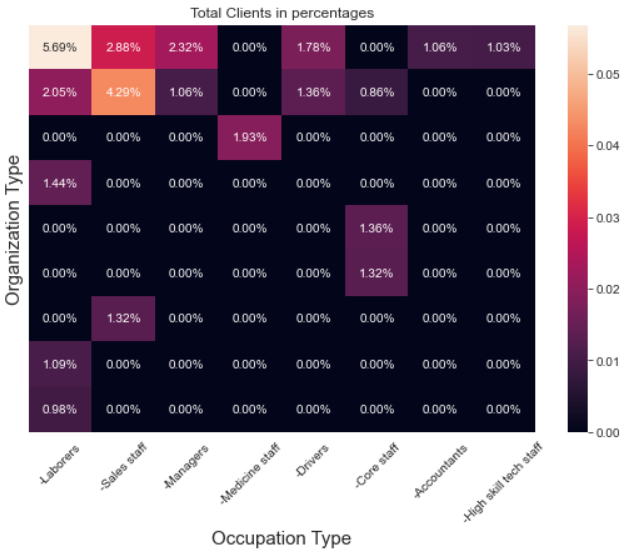 Total Clients in percentages
5.69% 2.88% 2.32% 0.00% 1.78% 0.00% 1.06% 1.03%
2.05% 4.29% 1.06% 0.00% 1.36% 0.86% 0.00% 0.00%
0.00% 0.00% 0.00% 1.93% 0.00% 0.00% 0.00% 0.00%
1.44% 0.00% 0.00% 0.00% 0.00% 0.00% 0.00% 0.00%
0.00% 0.00% 0.00% 0.00% 0.00% 1.36% 0.00% 0.00%
0.00% 0.00% 0.00% 0.00% 0.00% 1.32% 0.00% 0.00%
0.00% 1.32% 0.00% 0.00% 0.00% 0.00% 0.00% 0.00%
1.09% 0.00% 0.00% 0.00% 0.00% 0.00% 0.00% 0.00%
0.98% 0.00% 0.00% 0.00% 0.00% 0.00% 0.00% 0.00%
Organization Type
-Laborers
-Sales staff
-Managers
-Medicine staff
-Drivers
-Core staff
-Accountants
-High skill tech staff
Occupation Type
0.05
0.04
0.03
0.02
0.01
0.00